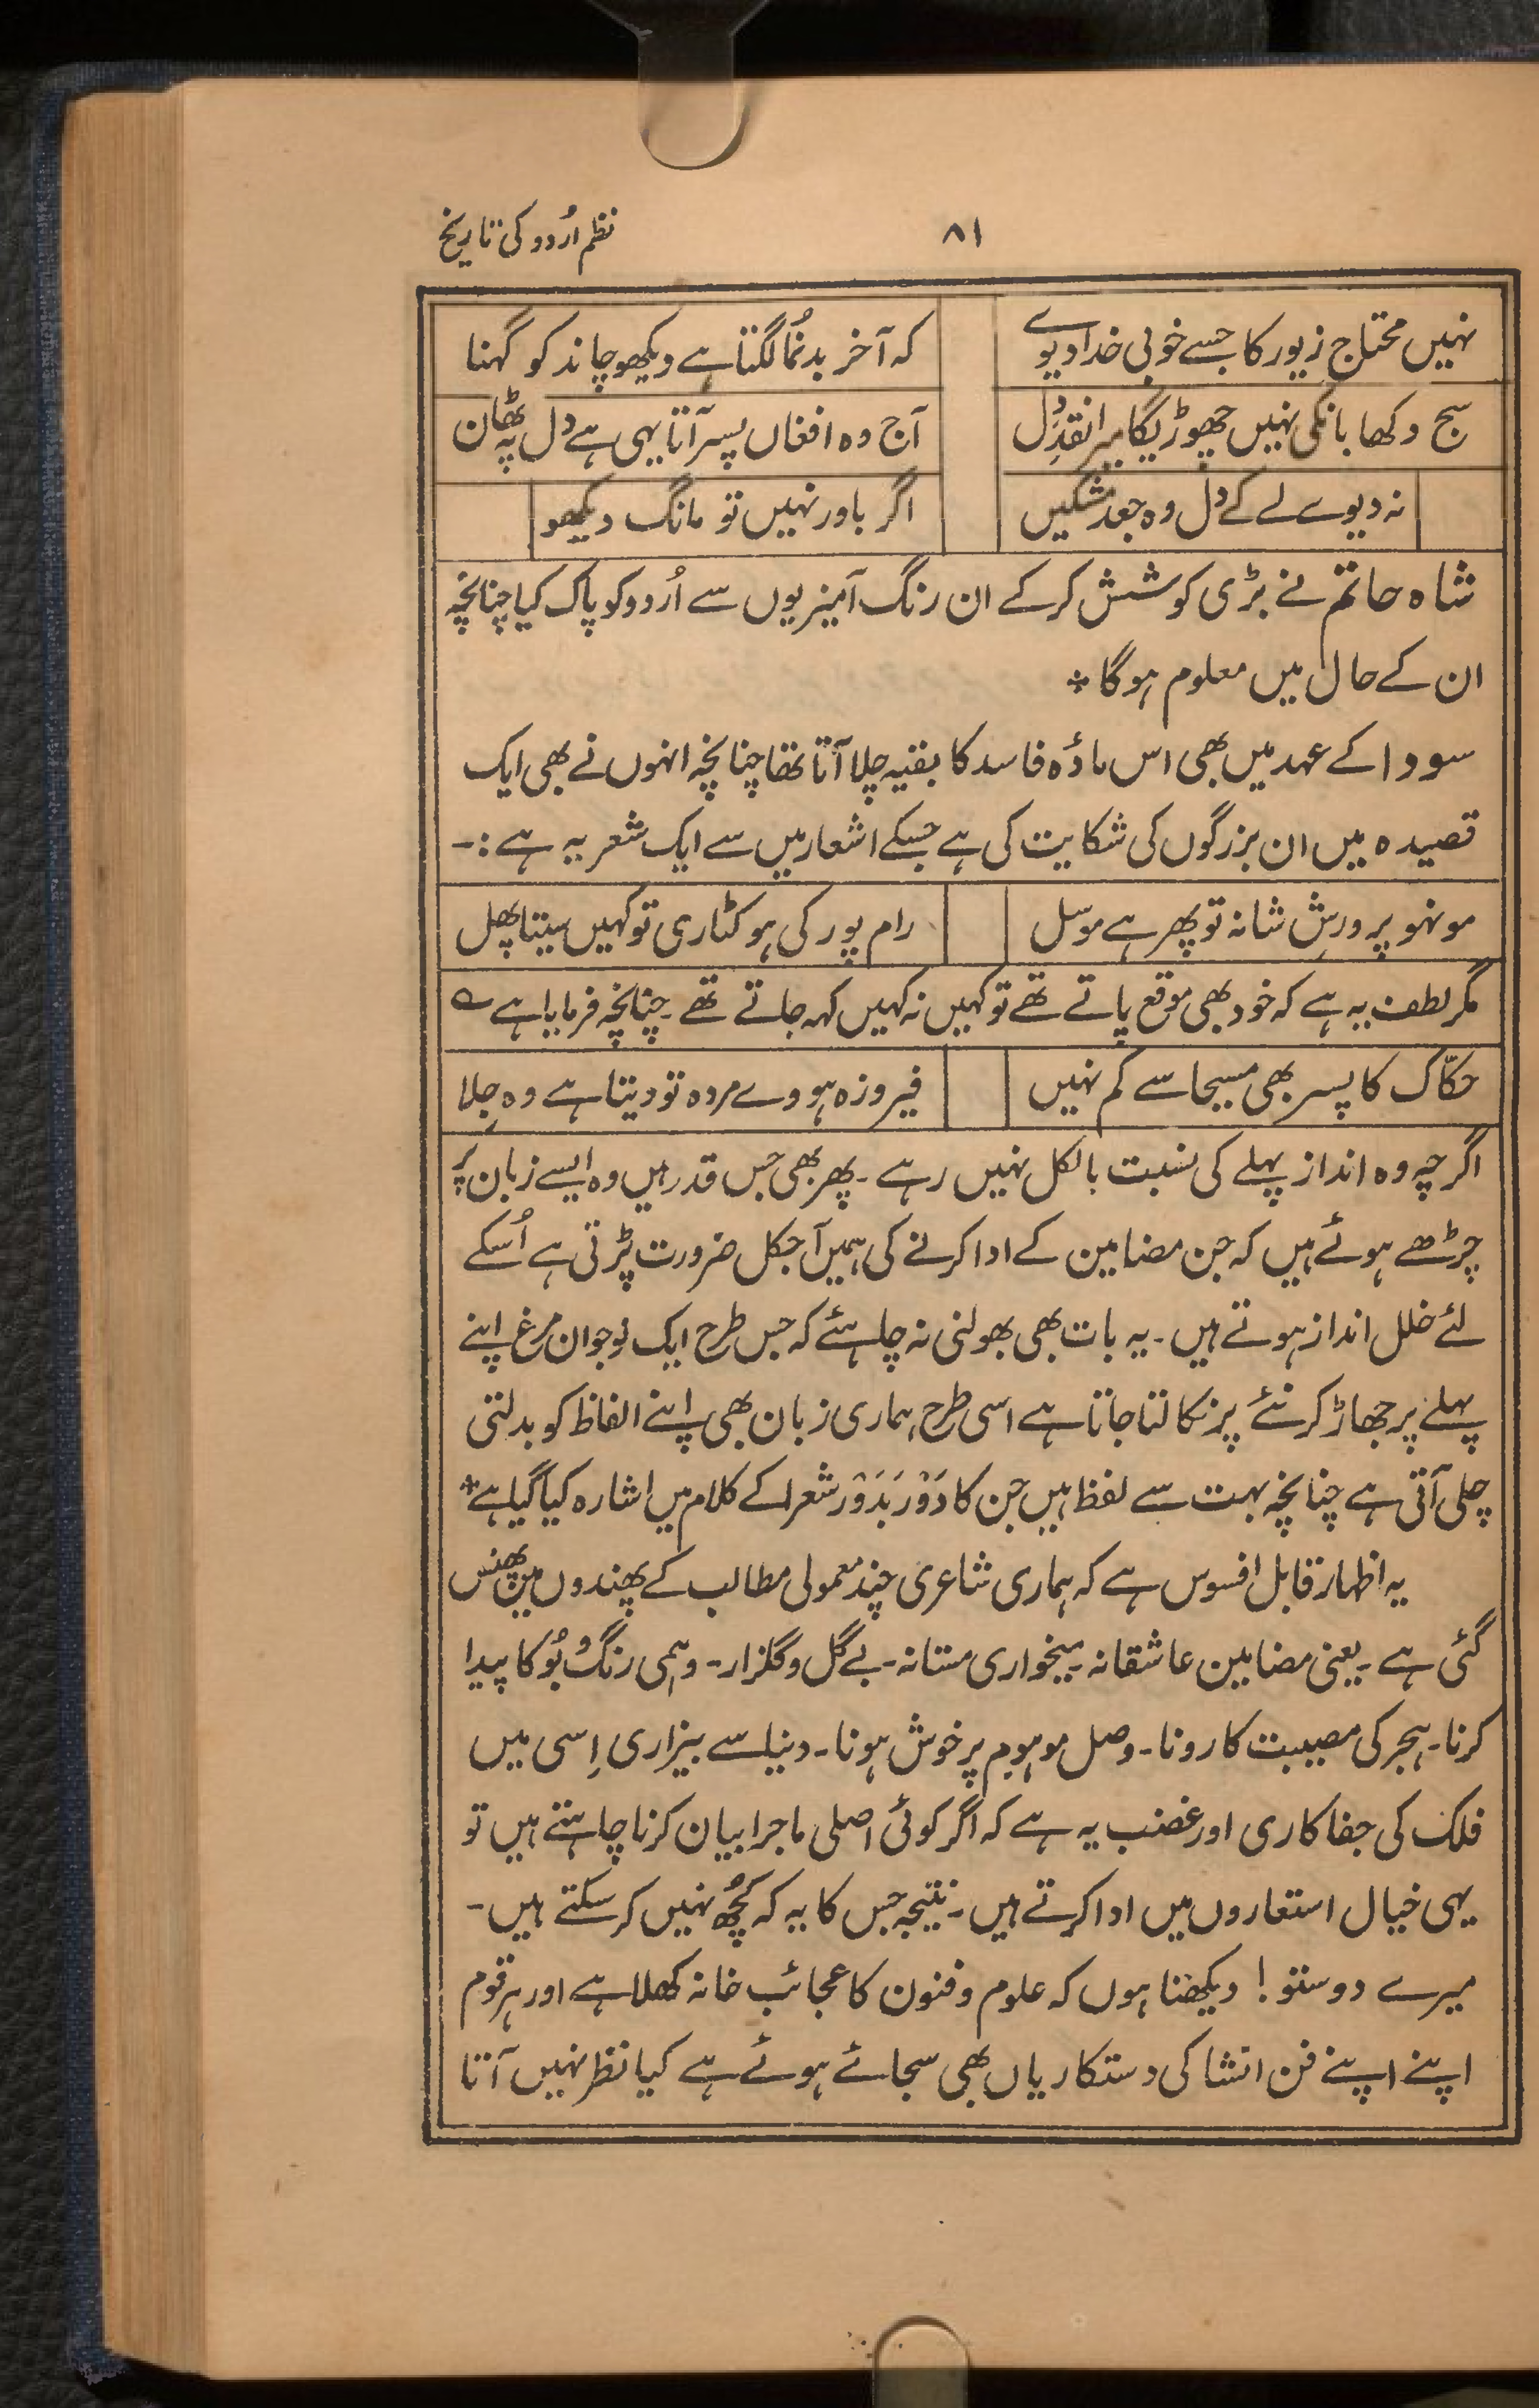 ۸۱ نظم اُردو کی تاریخ
نہیں محتاج زیور کا جسے خوبی خدا دیوے کہ آخر بدنُما لگتا ہے دیکھو چاند کو گہنا
سج دکھا بانکی نہیں چھوڑیگا میرا نقدِ دل آج وہ افغاں پسر آتا یہی ہے دل پہ ٹھان
نہ دیوے لے کے دل وہ جعد مشکیں اگر باور نہیں تو مانگ دیکھو
شاہ حاتم نے بڑی کوشش کرکے ان رنگ آمیزیوں سے اُردو کو پاک کیا چنانچہ
ان کے حال میں معلوم ہوگا *
سودا کے عہد میں بھی اس مادّہ فاسد کا بقیہ چلا آتا تھا چنانچہ انہوں نے بھی ایک
قصیدہ میں ان بزرگوں کی شکایت کی ہے جسکے اشعار میں سے ایک شعر یہ ہے :-
مونہو پرورشِ شانہ تو پھر ہے موسل رام پور کی ہو کٹاری تو کہیں سیتا پھل
مگر لطف یہ ہے کہ خود بھی موقع پاتے تھے تو کہیں نہ کہیں کہہ جاتے تھے ۔ چنانچہ فرمایا ہے ؎
حکّاک کا پسر بھی مسیحا سے کم نہیں فیروزہ ہووے مردہ تو دیتا ہے وہ جِلا
اگرچہ وہ انداز پہلے کی نسبت بالکل نہیں رہے ۔ پھر بھی جس قدر ہیں وہ ایسے زبان پر
چڑھے ہوئے ہیں کہ جن مضامین کے ادا کرنے کی ہمیں آجکل ضرورت پڑتی ہے اُسکے
لئے خلل انداز ہوتے ہیں ۔ یہ بات بھی بھولنی نہ چاہئے کہ جس طرح ایک نوجوان مرغ اپنے
پہلے پر جھاڑ کر نئے پر نکالتا جاتا ہے اسی طرح ہماری زبان بھی اپنے الفاظ کو بدلتی
چلی آتی ہے چنانچہ بہت سے لفظ ہیں جن کا دَوْر بَدَوْر شعرا کے کلام میں اشارہ کیا گیا ہے *
یہ اظہار قابل افسوس ہے کہ ہماری شاعری چند معمولی مطالب کے پھندوں میں پھنس
گئی ہے ۔ یعنی مضامین عاشقانہ ۔ میخواری مستانہ ۔ بے گل و گلزار ۔ وہمی رنگ و بُو کا پیدا
کرنا ۔ ہجر کی مصیبت کا رونا ۔ وصل موہوم پر خوش ہونا ۔ دنیا سے بیزاری اِسی میں
فلک کی جفا کاری اور غضب یہ ہے کہ اگر کوئی اصلی ماجرا بیان کرنا چاہتے ہیں تو
یہی خیال استعاروں میں ادا کرتے ہیں ۔ نتیجہ جس کا یہ کہ کُچھ نہیں کرسکتے ہیں ۔
میرے دوستو ! دیکھتا ہوں کہ علوم و فنون کا عجائب خانہ کھلا ہے اور ہر قوم
اپنے اپنے فن انشا کی دستکاریاں بھی سجائے ہوئے ہے کیا نظر نہیں آتا